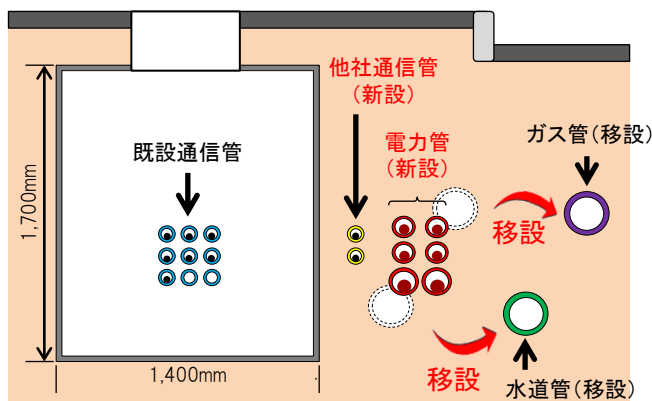 他社通信管
（新設）
既設通信管
電力管
（新設）
ガス管（移設）
移設
1,700mm
移設
1,400mm
水道管（移設）